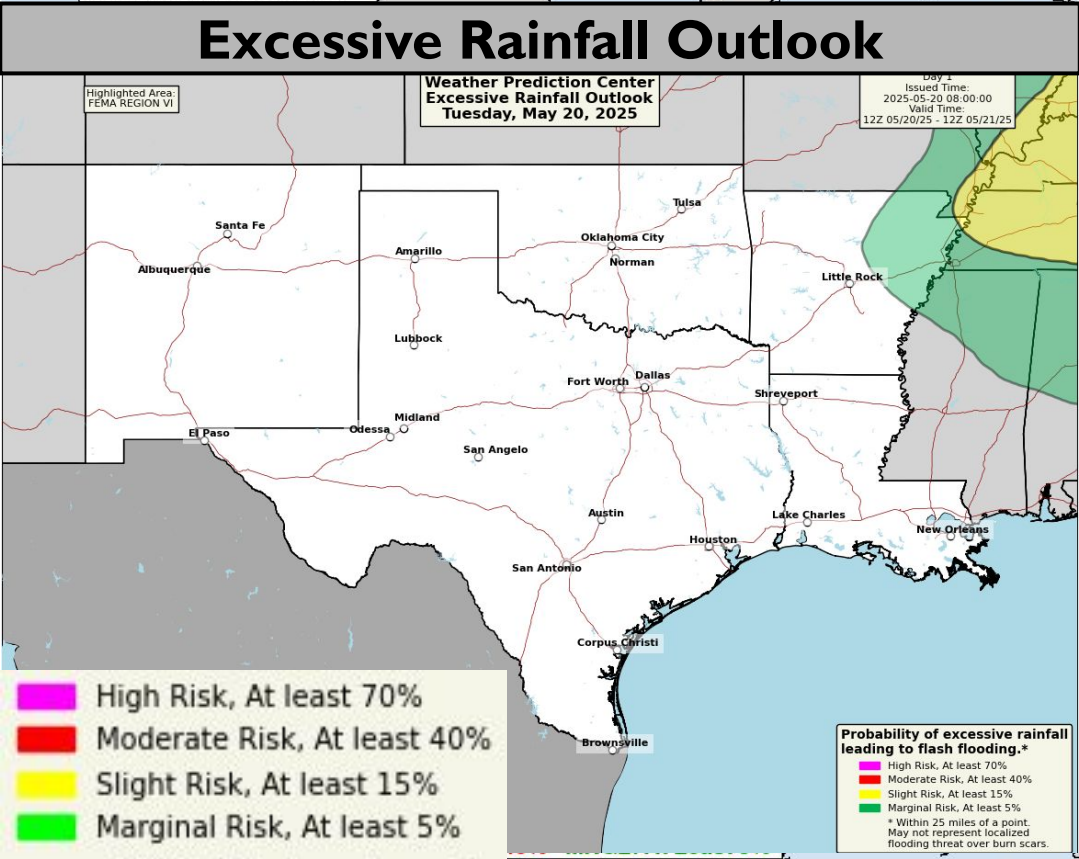 Excessive Rainfall Outlook
Highlighted Area:
FEMA REGION VI
Weather Prediction Center
Excessive Rainfall Outlook
Tuesday, May 20, 2025
Day 1
Issued Time:
2025-05-20 08:00:00
Valid Time:
12Z 05/20/25 - 12Z 05/21/25
Tulsa
Santa Fe
Oklahoma City
Amarillo
Albuquerque
Norman
Little Rock
Lubbock
Fort Worth
Dallas
Shreveport
Midland
Odessa
El Paso
San Angelo
Austin
Lake Charles
New Orleans
Houston
San Antonio
Corpus Christi
Brownsville
High Risk, At least 70%
Moderate Risk, At least 40%
Slight Risk, At least 15%
Marginal Risk, At least 5%
Probability of excessive rainfall
leading to flash flooding.*
High Risk, At least 70%
Moderate Risk, At least 40%
Slight Risk, At least 15%
Marginal Risk, At least 5%
* Within 25 miles of a point.
May not represent localized
flooding threat over burn scars.